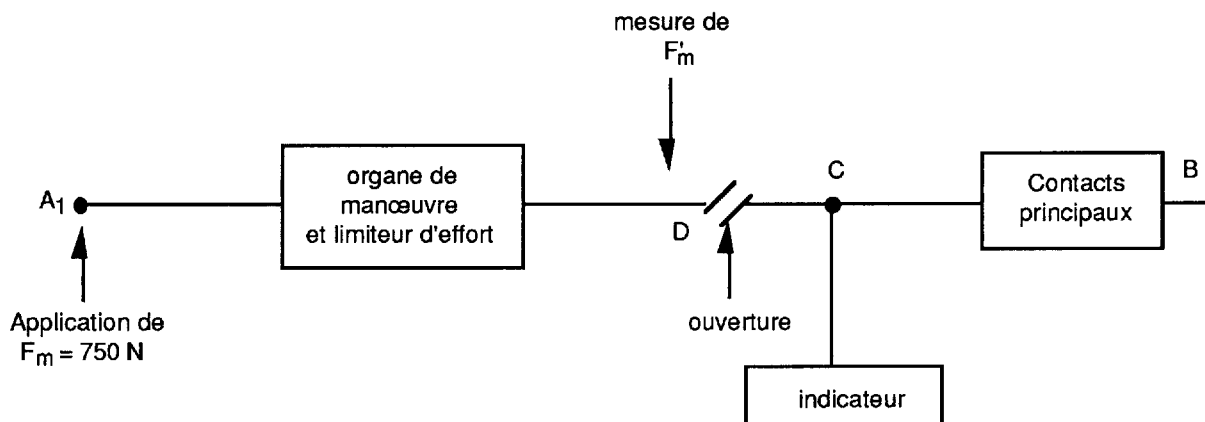 mesure de
F'm
A1
organe de
manœuvre
et limiteur d'effort
D
C
Contacts
principaux
B
Application de
Fm = 750 N
ouverture
indicateur